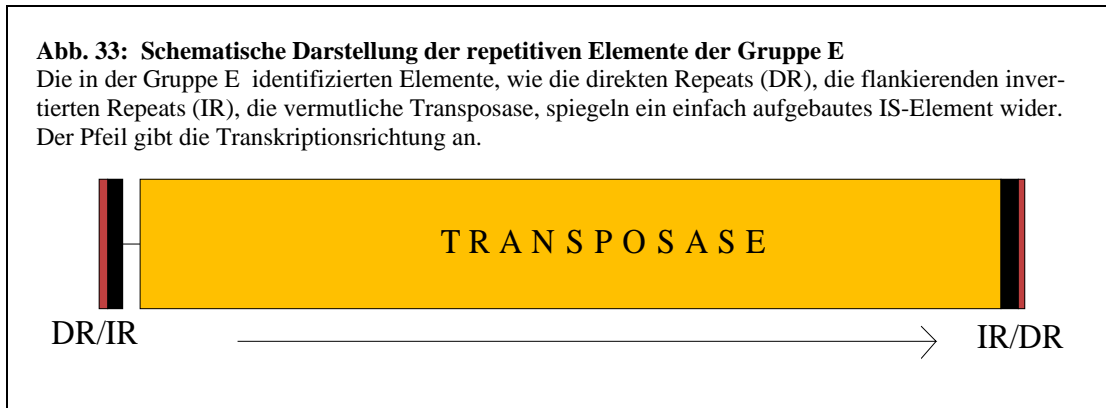 Abb. 33: Schematische Darstellung der repetitiven Elemente der Gruppe E
Die in der Gruppe E identifizierten Elemente, wie die direkten Repeats (DR), die flankierenden inver-
tierten Repeats (IR), die vermutliche Transposase, spiegeln ein einfach aufgebautes IS-Element wider.
Der Pfeil gibt die Transkriptionsrichtung an.
T R A N S P O S A S E
DR/IR
IR/DR